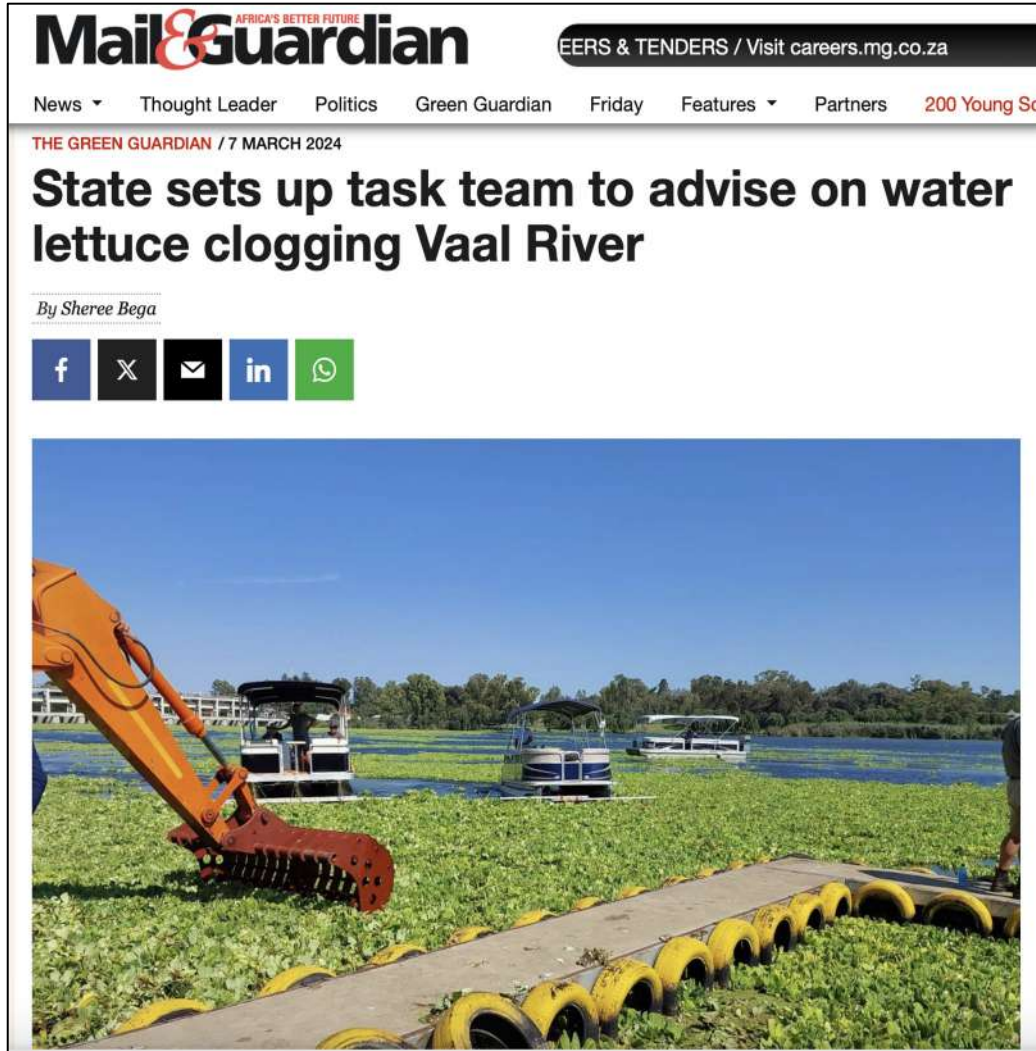 AFRICA'S BETTER FUTURE
Mail&Guardian
EERS & TENDERS / Visit careers.mg.co.za
News Thought Leader Politics Green Guardian Friday Features Partners 200 Young So
THE GREEN GUARDIAN / 7 MARCH 2024
State sets up task team to advise on water
lettuce clogging Vaal River
By Sheree Bega